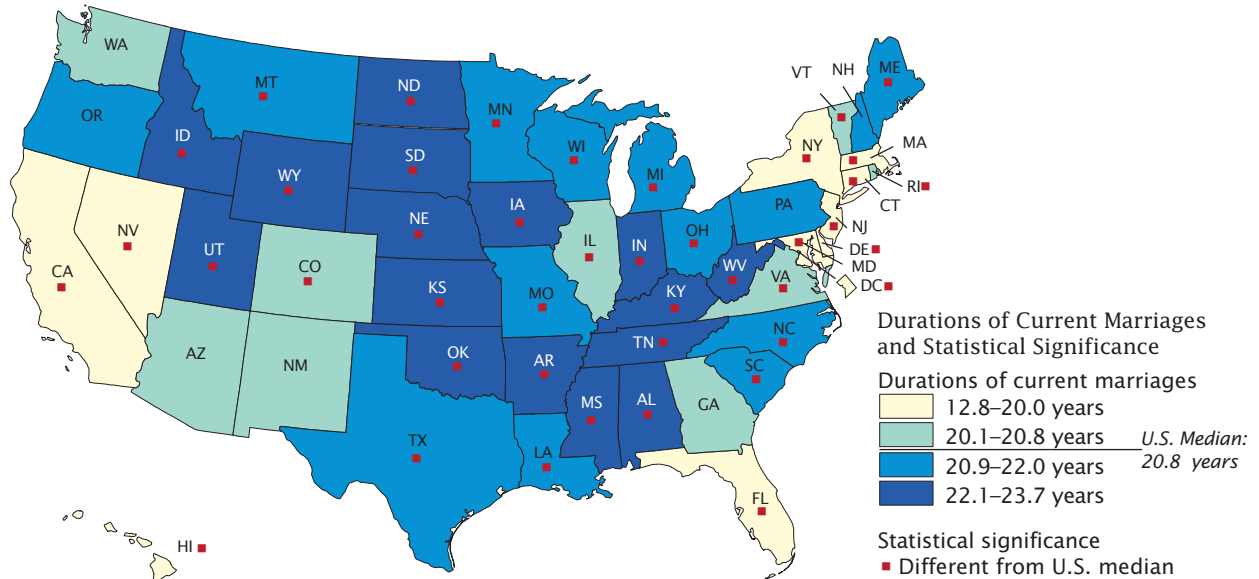 WA
MT
ND
MN
VT
NH
ME
OR
ID
SD
WI
MI
NY
MA
WY
RI
CT
NE
IA
PA
NV
IL
IN
OH
NJ
UT
CO
DE
MD
CA
KS
MO
WV
VA
DC
KY
NC
AZ
NM
OK
AR
TN
SC
MS
AL
GA
TX
LA
FL
HI
Durations of Current Marriages
and Statistical Significance
Durations of current marriages
12.8–20.0 years
20.1–20.8 years
U.S. Median:
20.8 years
20.9–22.0 years
22.1–23.7 years
Statistical significance
Different from U.S. median